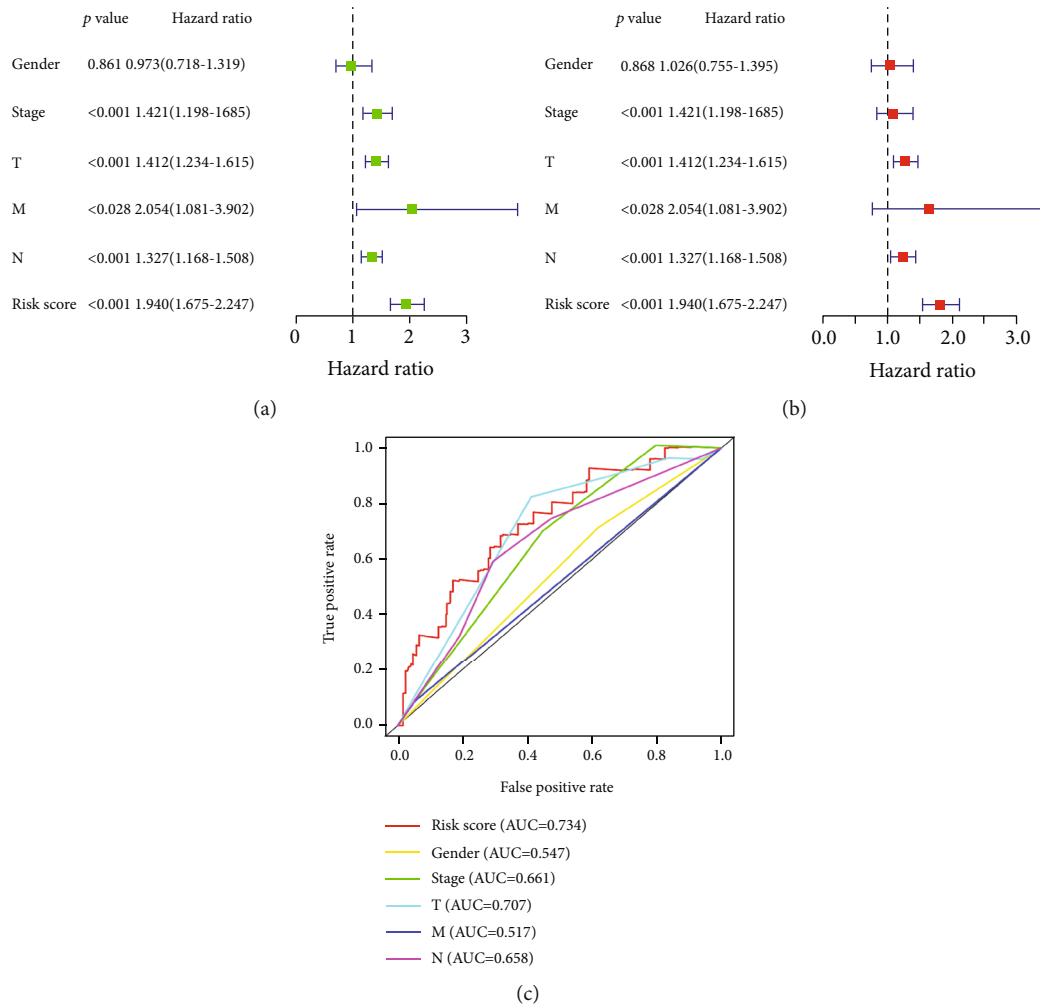 p value Hazard ratio
Gender 0.861 0.973(0.718-1.319)
Stage <0.001 1.421(1.198-1685)
T <0.001 1.412(1.234-1.615)
M <0.028 2.054(1.081-3.902)
N <0.001 1.327(1.168-1.508)
Risk score <0.001 1.940(1.675-2.247)
0 1 2 3
Hazard ratio
(a)
p value Hazard ratio
Gender 0.868 1.026(0.755-1.395)
Stage <0.001 1.421(1.198-1685)
T <0.001 1.412(1.234-1.615)
M <0.028 2.054(1.081-3.902)
N <0.001 1.327(1.168-1.508)
Risk score <0.001 1.940(1.675-2.247)
0.0 1.0 2.0 3.0
Hazard ratio
(b)
True positive rate
1.0
0.8
0.6
0.4
0.2
0.0
0.0 0.2 0.4 0.6 0.8 1.0
False positive rate
Risk score (AUC=0.734)
Gender (AUC=0.547)
Stage (AUC=0.661)
T (AUC=0.707)
M (AUC=0.517)
N (AUC=0.658)
(c)